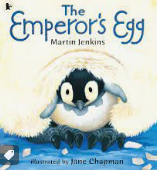 The
Emperor's Egg
Martin Jenkins
Illustrated by Jane Chapman